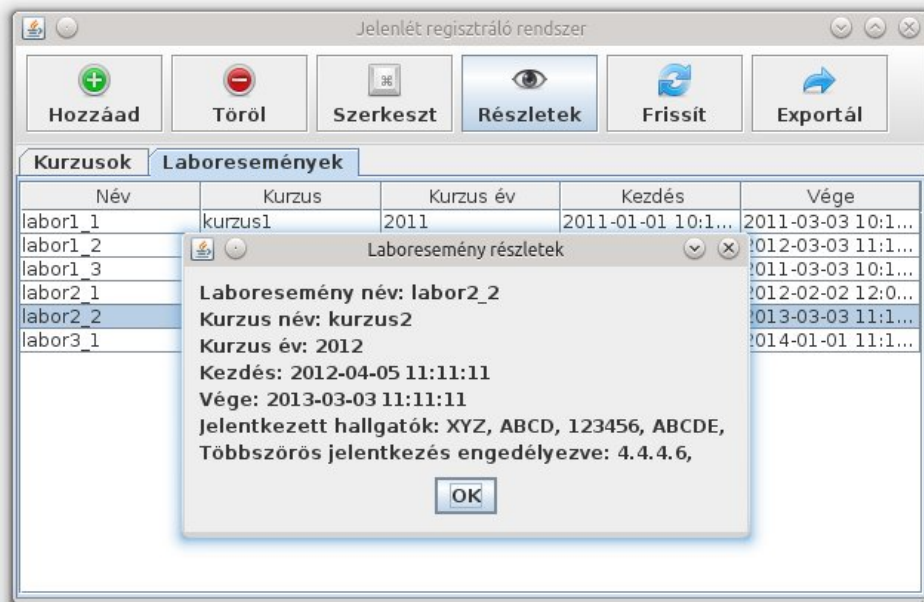 Jelenlét regisztráló rendszer
Hozzáad Töröl Szerkeszt Részletek Frissít Exportál
Kurzusok Laboresemények
Név Kurzus Kurzus év Kezdés Vége
labor1_1 kurzus1 2011 2011-01-01 10:1... 2011-03-03 10:1...
labor1_2 2012-03-03 11:1...
labor1_3 2011-03-03 10:1...
labor2_1 2012-02-02 12:0...
labor2_2 2013-03-03 11:1...
labor3_1 2014-01-01 11:1...
Laboresemény részletek
Laboresemény név: labor2_2
Kurzus név: kurzus2
Kurzus év: 2012
Kezdés: 2012-04-05 11:11:11
Vége: 2013-03-03 11:11:11
Jelentkezett hallgatók: XYZ, ABCD, 123456, ABCDE,
Többszörös jelentkezés engedélyezve: 4.4.4.6,
OK